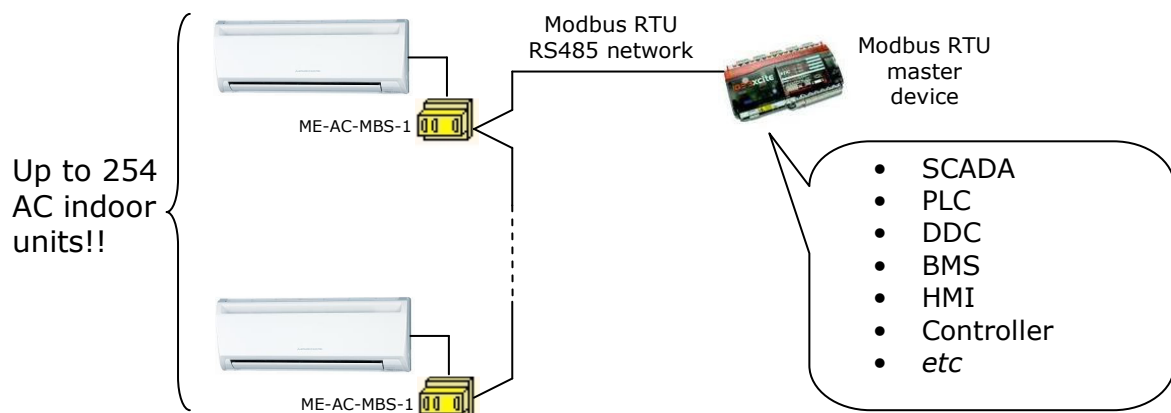 Modbus RTU
RS485 network
Modbus RTU
master
device
ME-AC-MBS-1
Up to 254
AC indoor
units!!
• SCADA
• PLC
• DDC
• BMS
• HMI
• Controller
• etc
ME-AC-MBS-1